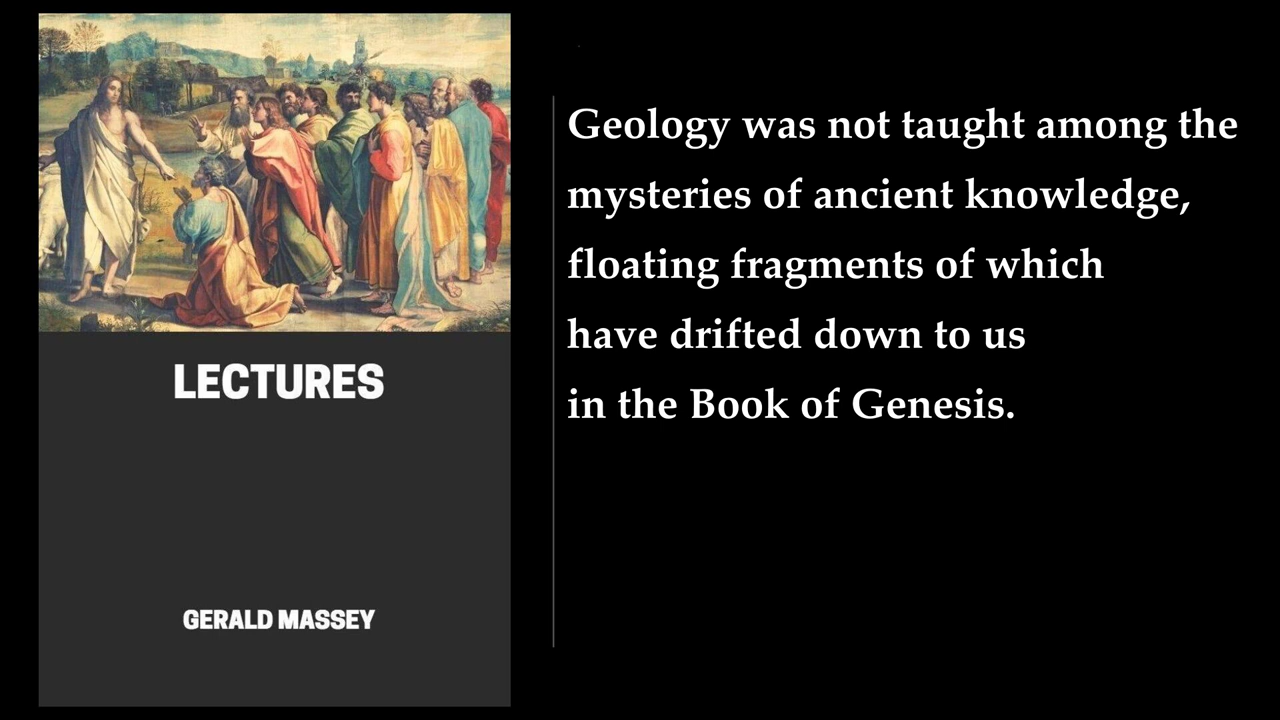 LECTURES
GERALD MASSEY
Geology was not taught among the
mysteries of ancient knowledge,
floating fragments of which
have drifted down to us
in the Book of Genesis.